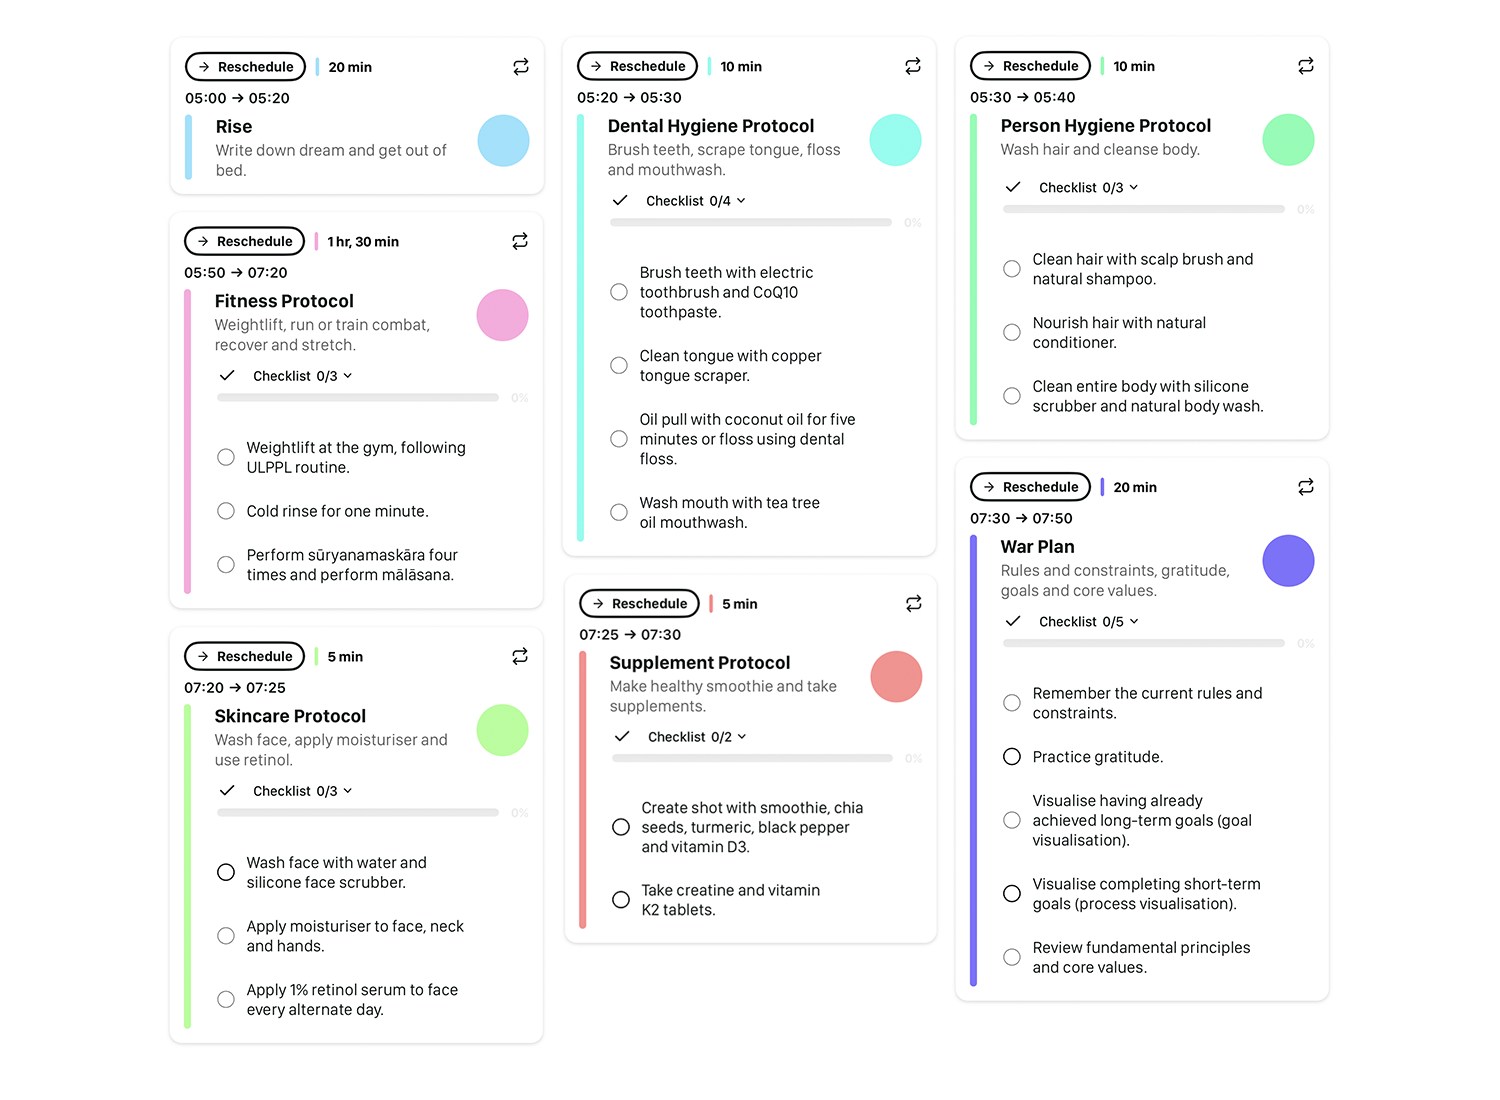 Reschedule 20 min
05:00 → 05:20
Rise
Write down dream and get out of
bed.
Reschedule 1 hr, 30 min
05:50 → 07:20
Fitness Protocol
Weightlift, run or train combat,
recover and stretch.
Checklist 0/3
0%
Weightlift at the gym, following
ULPPL routine.
Cold rinse for one minute.
Perform sūryanamaskāra four
times and perform mālāsana.
Reschedule 5 min
07:20 → 07:25
Skincare Protocol
Wash face, apply moisturiser and
use retinol.
Checklist 0/3
0%
Wash face with water and
silicone face scrubber.
Apply moisturiser to face, neck
and hands.
Apply 1% retinol serum to face
every alternate day.
Reschedule 10 min
05:20 → 05:30
Dental Hygiene Protocol
Brush teeth, scrape tongue, floss
and mouthwash.
Checklist 0/4
0%
Brush teeth with electric
toothbrush and CoQ10
toothpaste.
Clean tongue with copper
tongue scraper.
Oil pull with coconut oil for five
minutes or floss using dental
floss.
Wash mouth with tea tree
oil mouthwash.
Reschedule 5 min
07:25 → 07:30
Supplement Protocol
Make healthy smoothie and take
supplements.
Checklist 0/2
0%
Create shot with smoothie, chia
seeds, turmeric, black pepper
and vitamin D3.
Take creatine and vitamin
K2 tablets.
Reschedule 10 min
05:30 → 05:40
Person Hygiene Protocol
Wash hair and cleanse body.
Checklist 0/3
0%
Clean hair with scalp brush and
natural shampoo.
Nourish hair with natural
conditioner.
Clean entire body with silicone
scrubber and natural body wash.
Reschedule 20 min
07:30 → 07:50
War Plan
Rules and constraints, gratitude,
goals and core values.
Checklist 0/5
0%
Remember the current rules and
constraints.
Practice gratitude.
Visualise having already
achieved long-term goals (goal
visualisation).
Visualise completing short-term
goals (process visualisation).
Review fundamental principles
and core values.